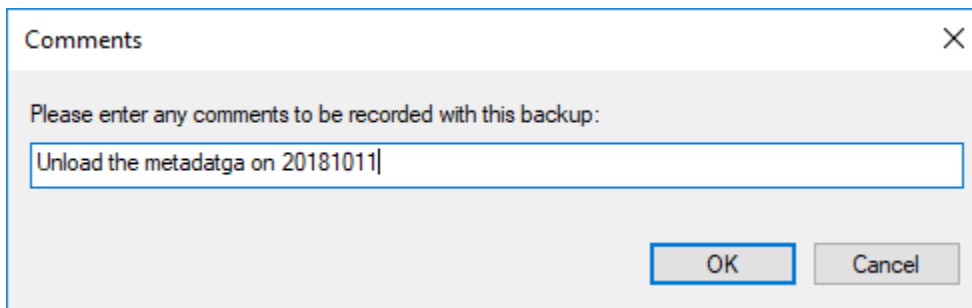 Comments
Please enter any comments to be recorded with this backup:
Unload the metadatga on 20181011
OK
Cancel